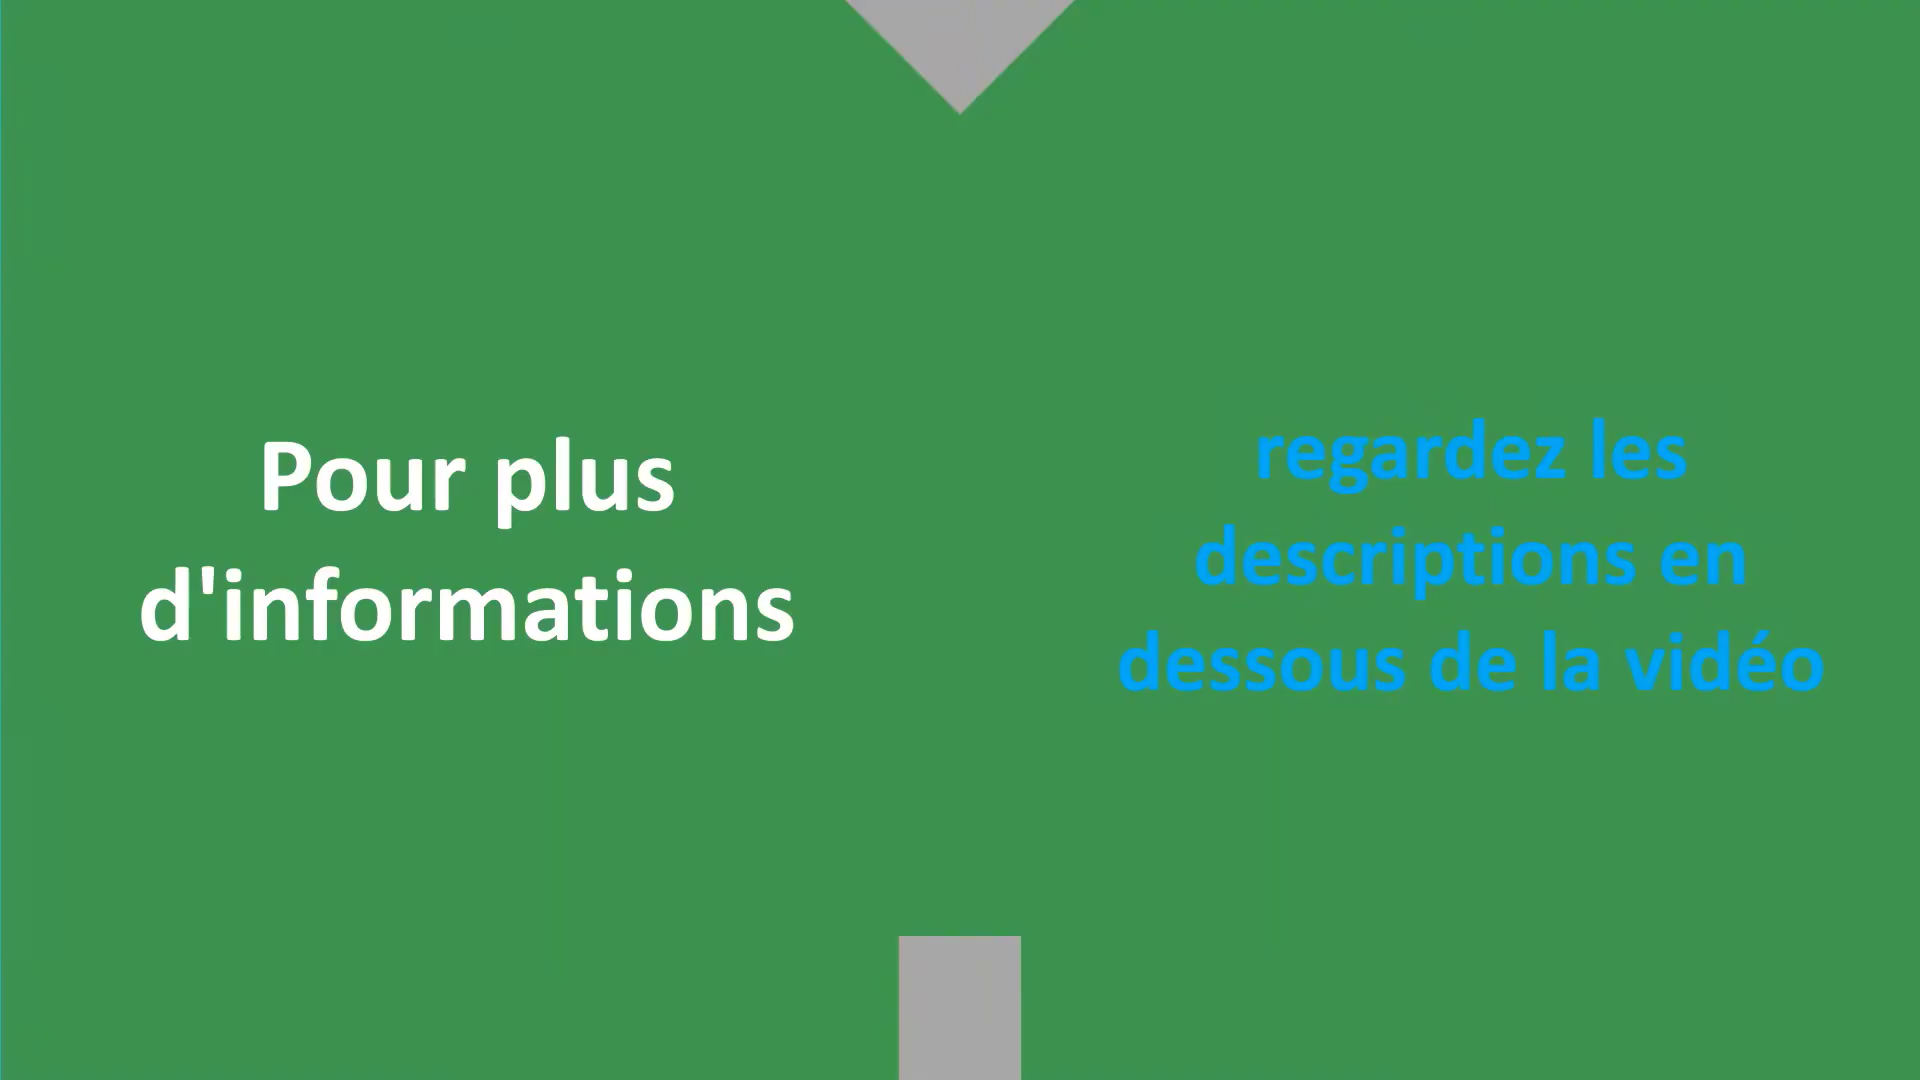 Pour plus
d'informations
regardez les
descriptions en
dessous de la vidéo